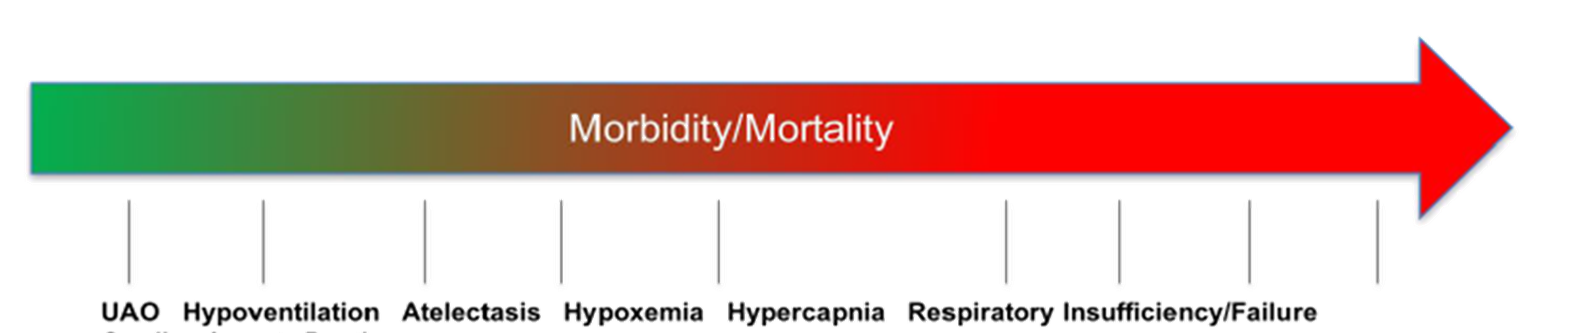 Morbidity/Mortality
UAO Hypoventilation Atelectasis Hypoxemia Hypercapnia Respiratory Insufficiency/Failure